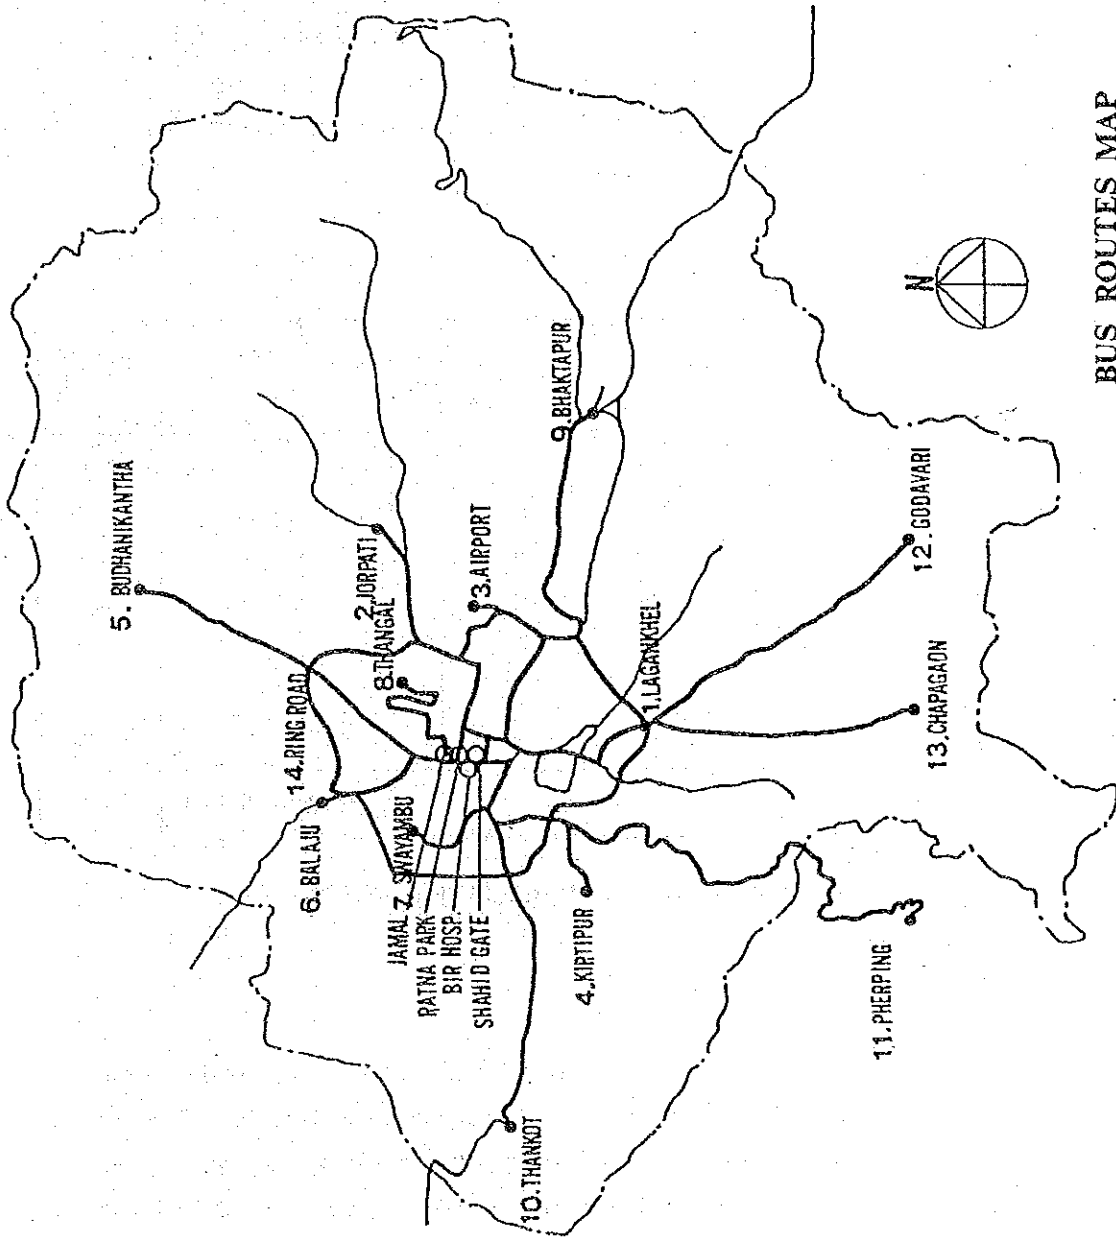 5. BUDHANIKANTHA
14. RING ROAD
6. BALAJU
2. JORPATI
8. THANGAL
3. AIRPORT
7. SWAYAMBU
JAMAL
RATNA PARK
BIR HOSP.
SHAHID GATE
9. BHAKTAPUR
1. LAGANKHEL
4. KIRTIPUR
10. THANKOT
11. PHERPING
13. CHAPAGAON
12. GODAVARI
N
BUS ROUTES MAP